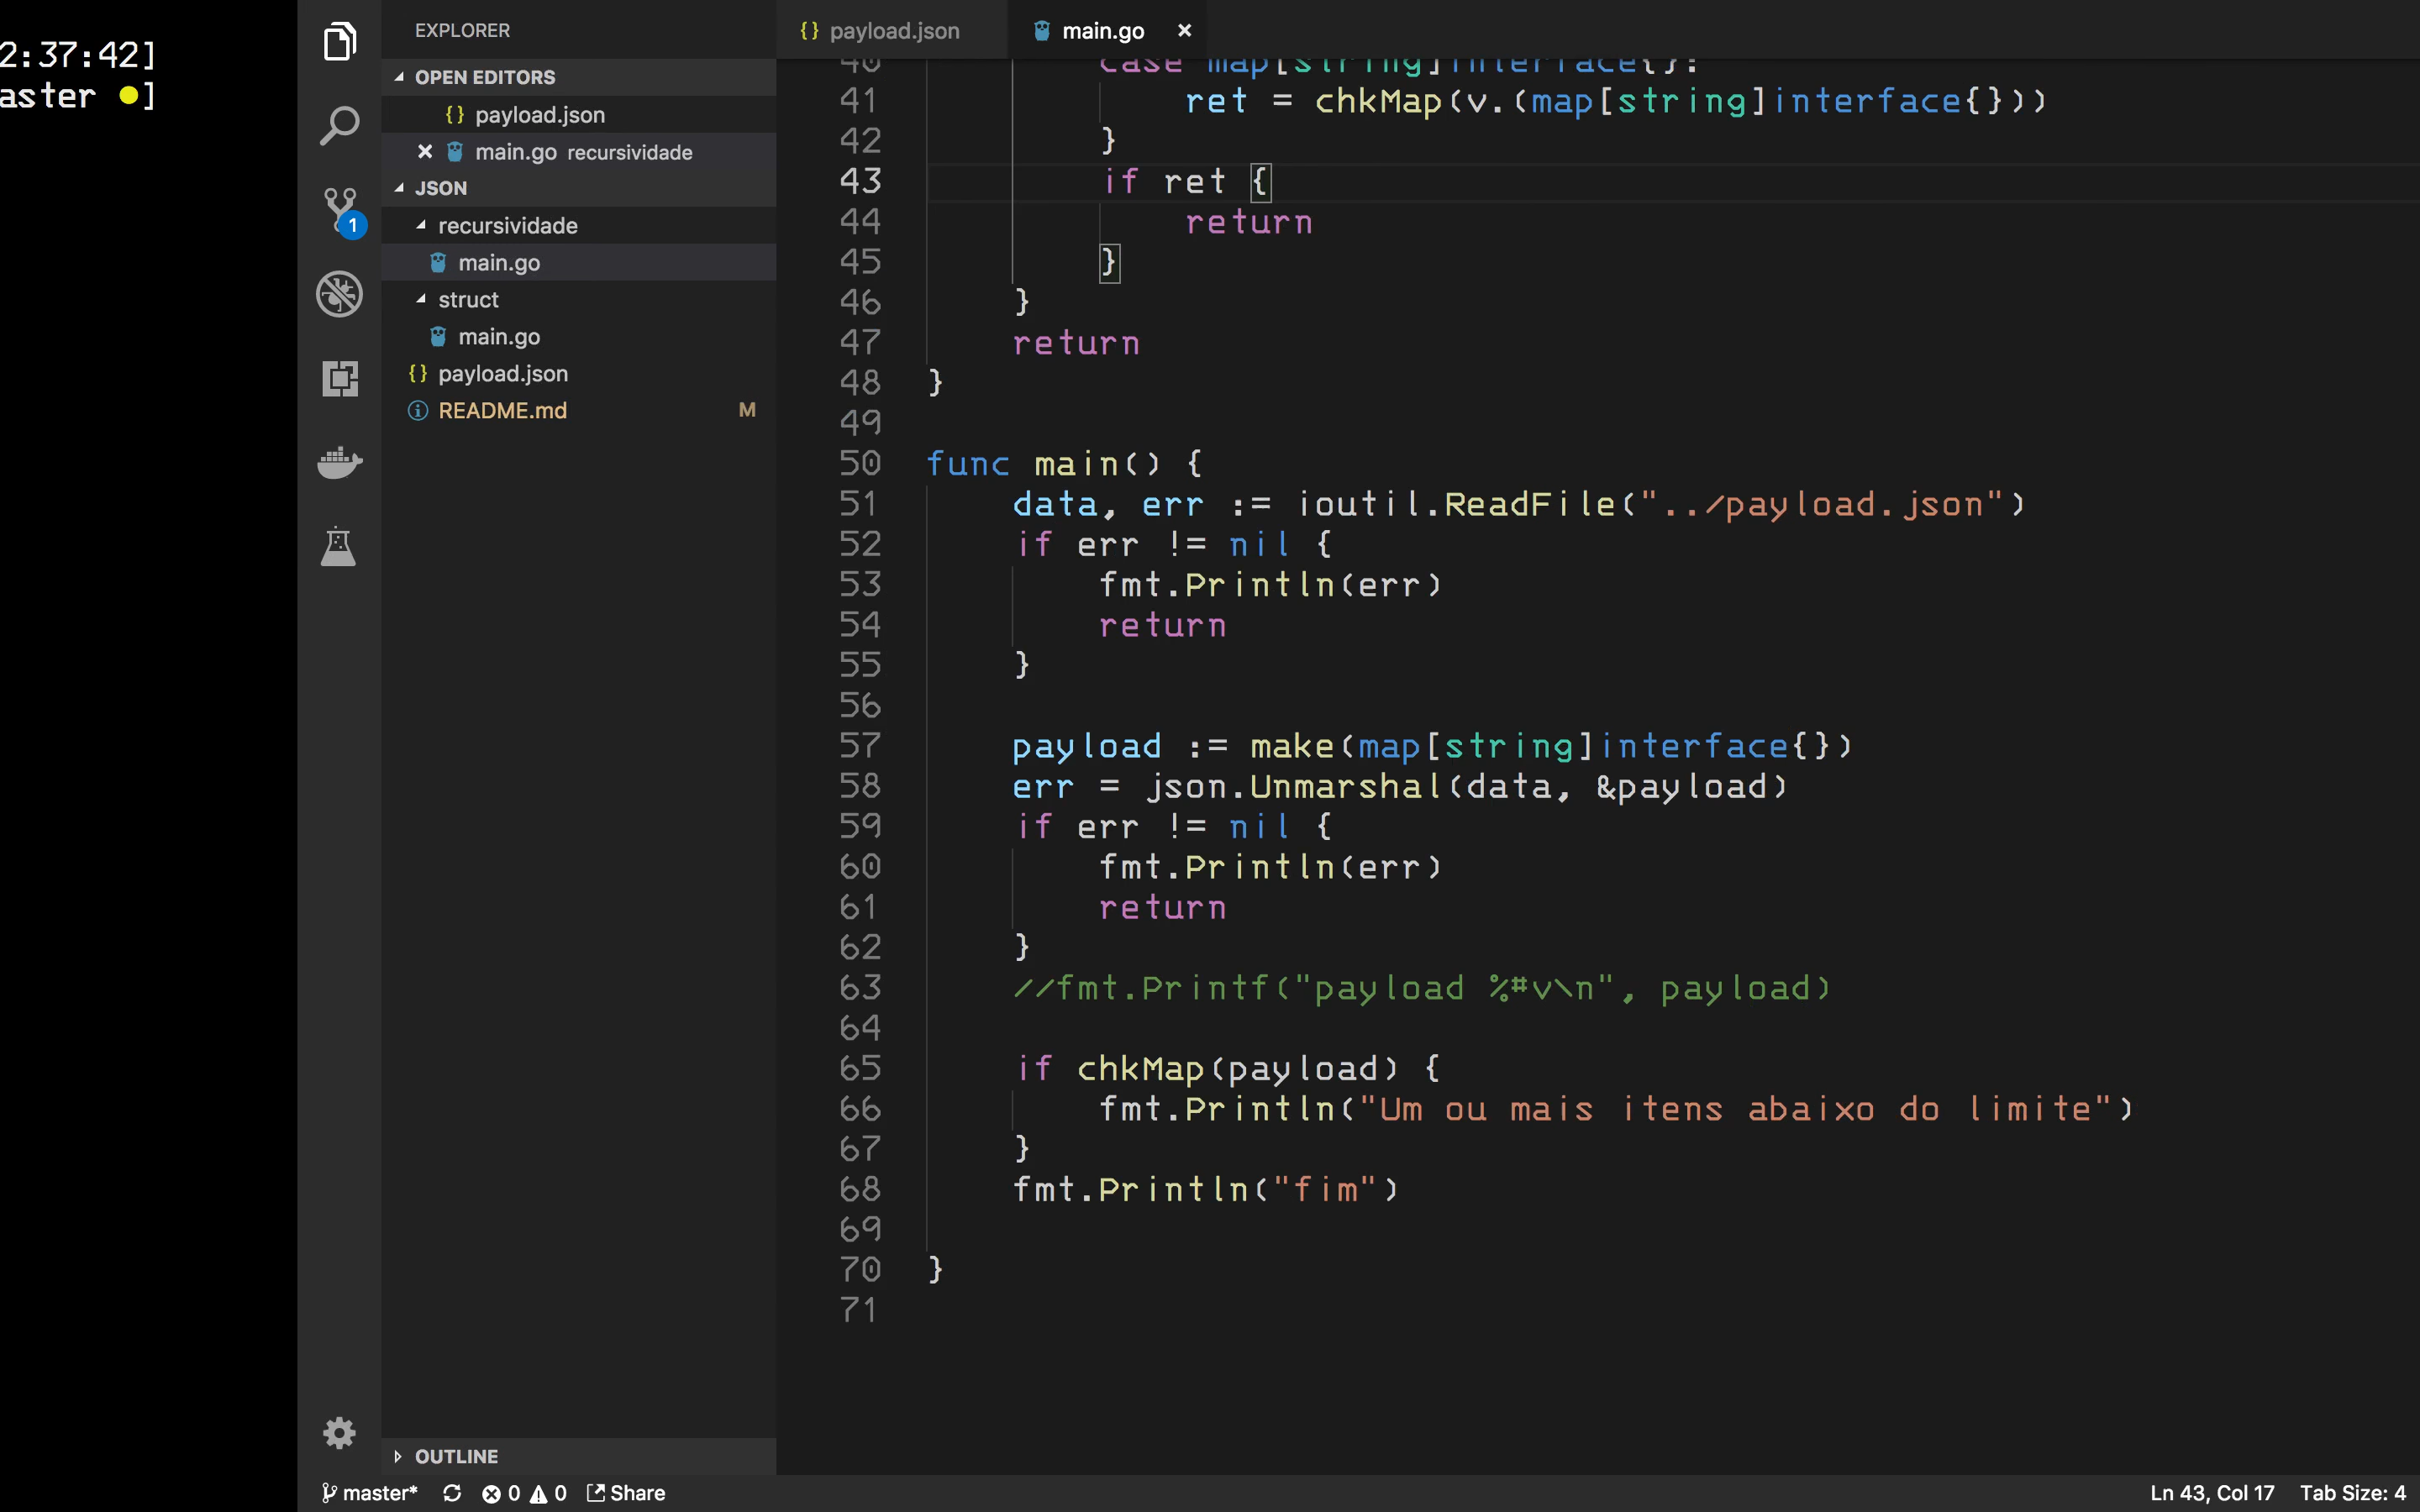 2:37:42]
aster ●]
EXPLORER
OPEN EDITORS
{} payload.json
× main.go recursividade
JSON
recursividade
main.go
struct
main.go
{} payload.json
README.md M
OUTLINE
1
{} payload.json
main.go ×
40 case map[string]interface{}:
41 ret = chkMap(v.(map[string]interface{}))
42 }
43 if ret {
44 return
45 }
46 }
47 return
48 }
49
50 func main() {
51 data, err := ioutil.ReadFile("../payload.json")
52 if err != nil {
53 fmt.Println(err)
54 return
55 }
56
57 payload := make(map[string]interface{})
58 err = json.Unmarshal(data, &payload)
59 if err != nil {
60 fmt.Println(err)
61 return
62 }
63 //fmt.Printf("payload %#v\n", payload)
64
65 if chkMap(payload) {
66 fmt.Println("Um ou mais itens abaixo do limite")
67 }
68 fmt.Println("fim")
69
70 }
71
master* 0 0 Share
Ln 43, Col 17 Tab Size: 4